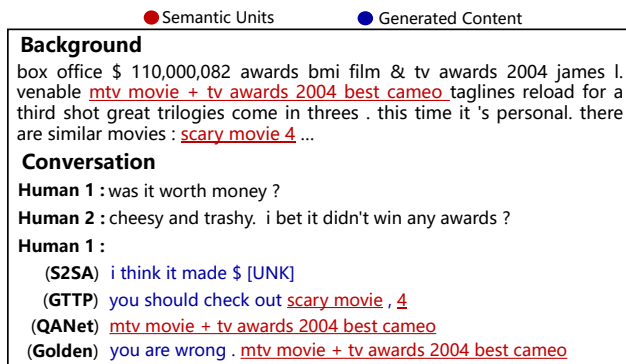 Semantic Units Generated Content
Background
box office $ 110,000,082 awards bmi film & tv awards 2004 james l.
venable mtv movie + tv awards 2004 best cameo taglines reload for a
third shot great trilogies come in threes . this time it 's personal. there
are similar movies : scary movie 4 ...
Conversation
Human 1 : was it worth money ?
Human 2 : cheesy and trashy. i bet it didn't win any awards ?
Human 1 :
(S2SA) i think it made $ [UNK]
(GTTP) you should check out scary movie , 4
(QANet) mtv movie + tv awards 2004 best cameo
(Golden) you are wrong . mtv movie + tv awards 2004 best cameo